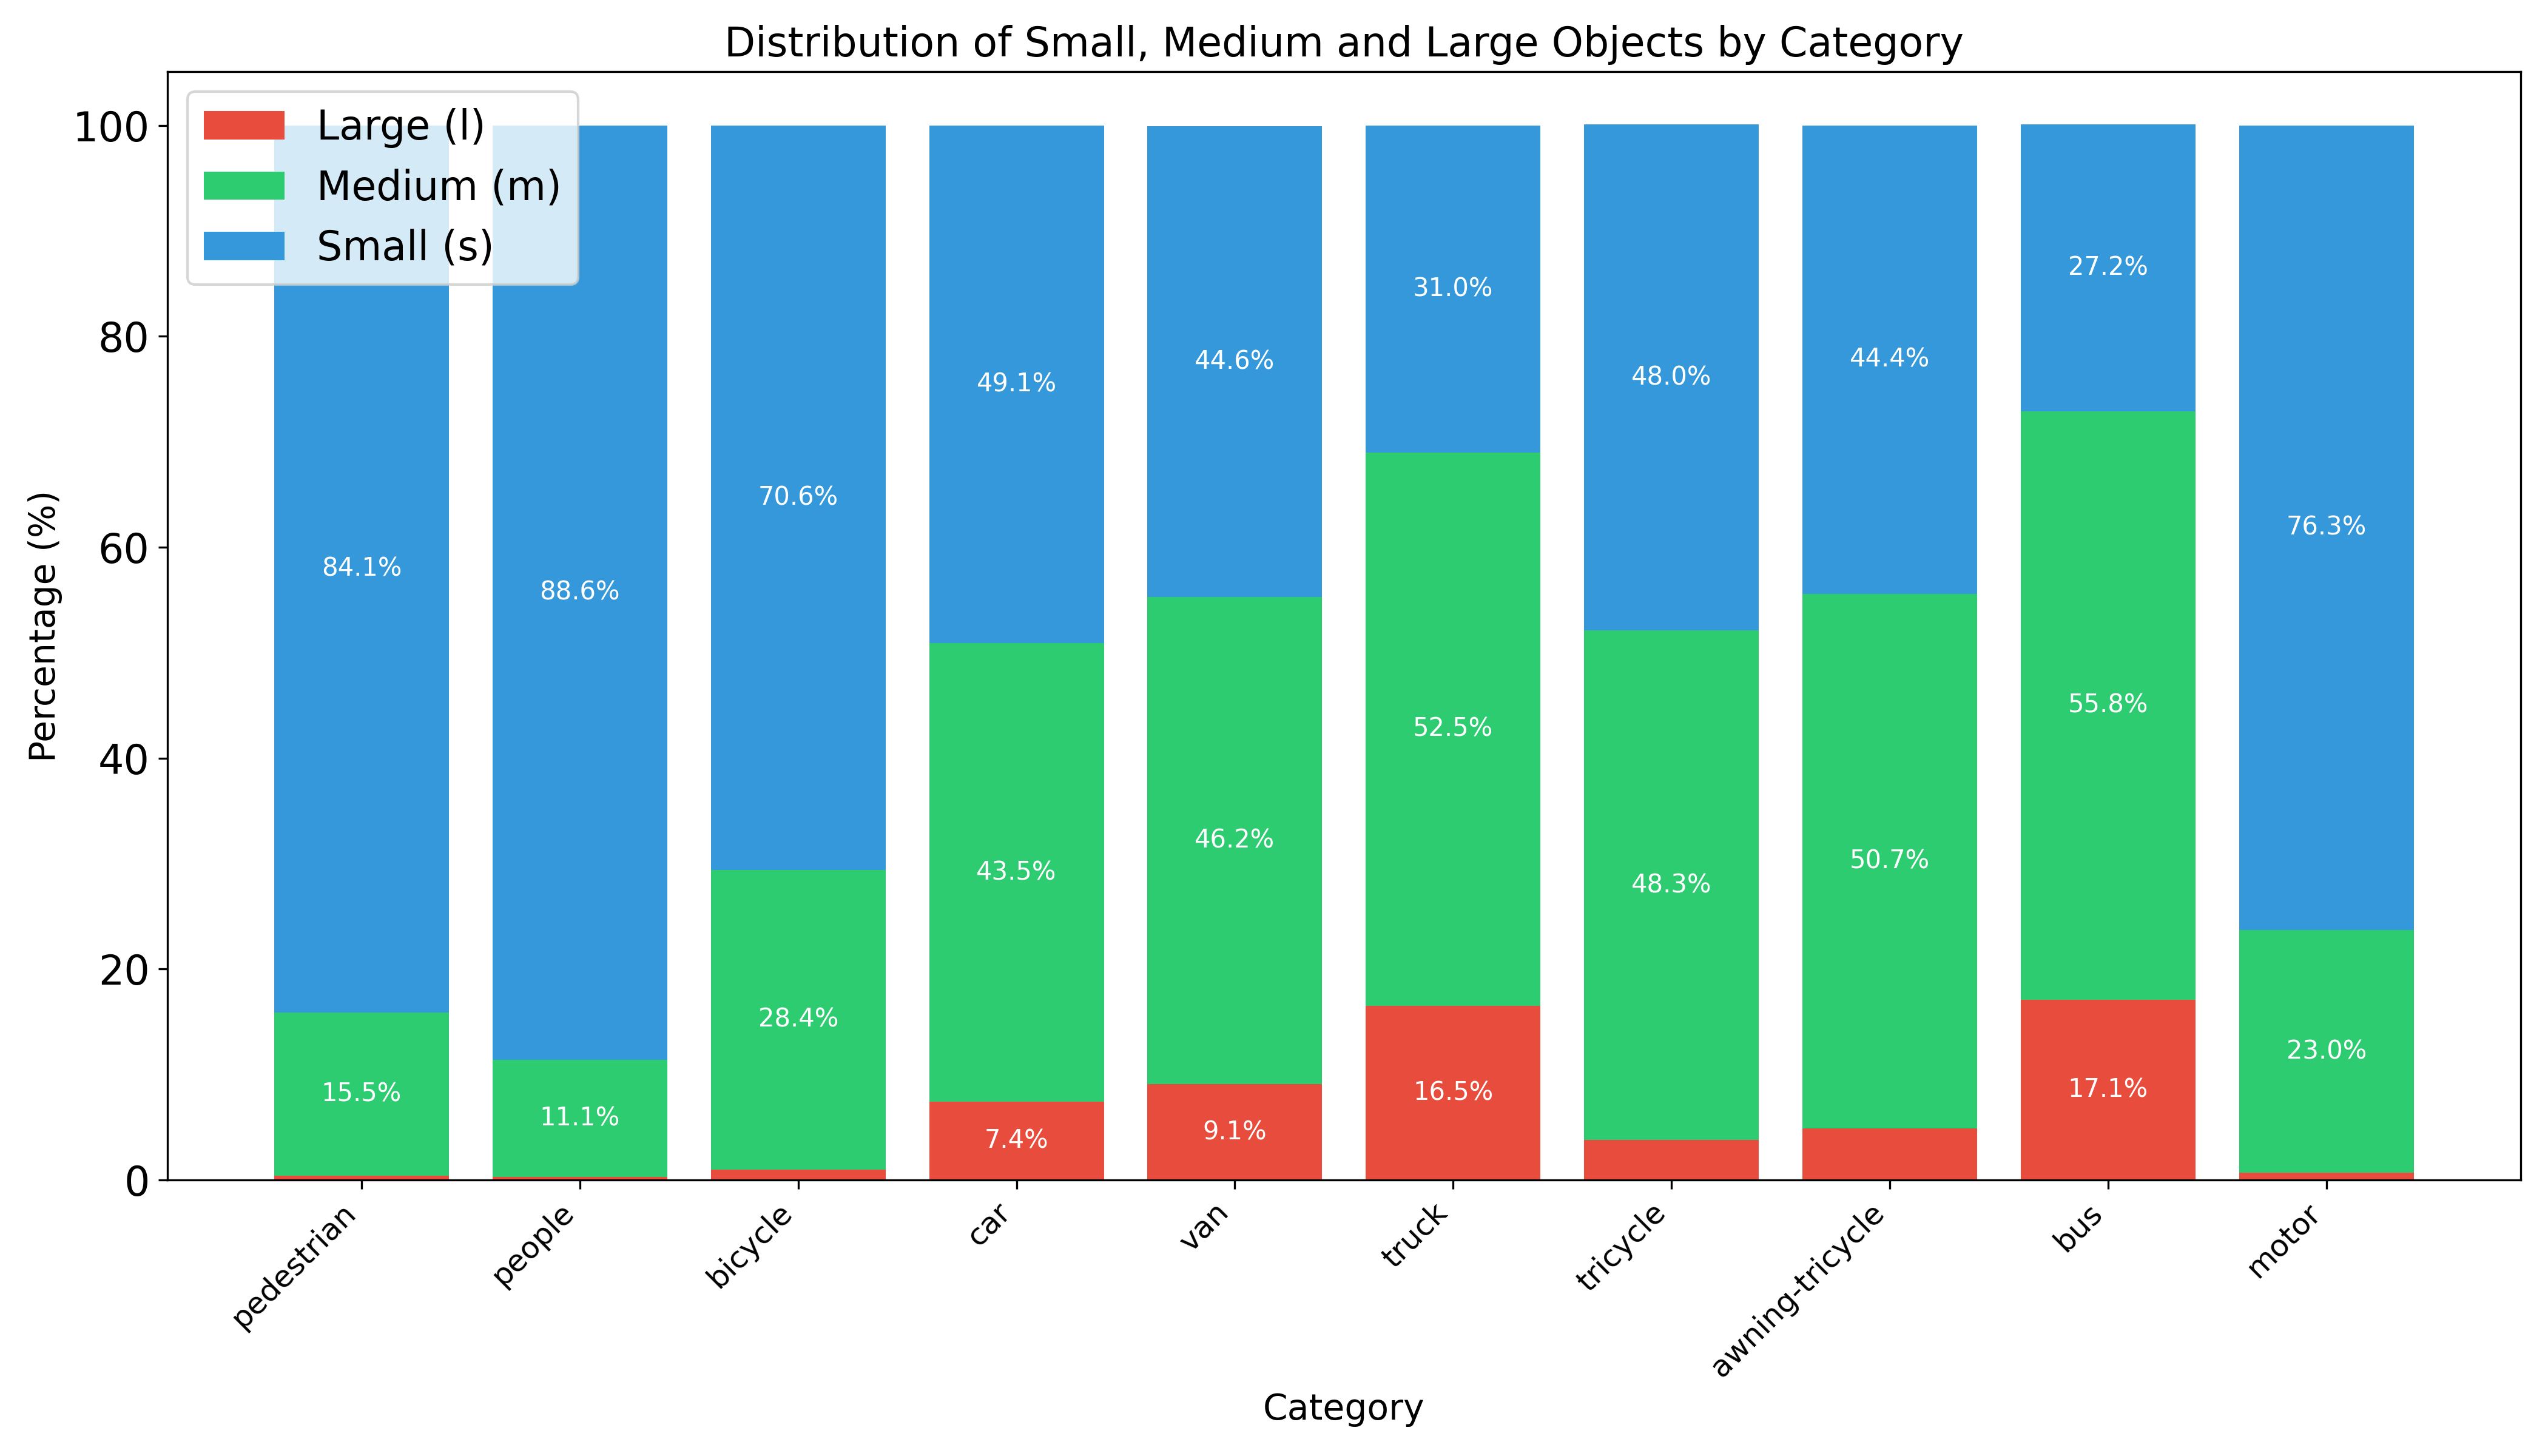 Distribution of Small, Medium and Large Objects by Category
Large (l)
Medium (m)
Small (s)
Percentage (%)
100
80
60
40
20
0
84.1%
15.5%
88.6%
11.1%
70.6%
28.4%
49.1%
43.5%
7.4%
44.6%
46.2%
9.1%
31.0%
52.5%
16.5%
48.0%
48.3%
44.4%
50.7%
27.2%
55.8%
17.1%
76.3%
23.0%
pedestrian
people
bicycle
car
van
truck
tricycle
awning-tricycle
bus
motor
Category